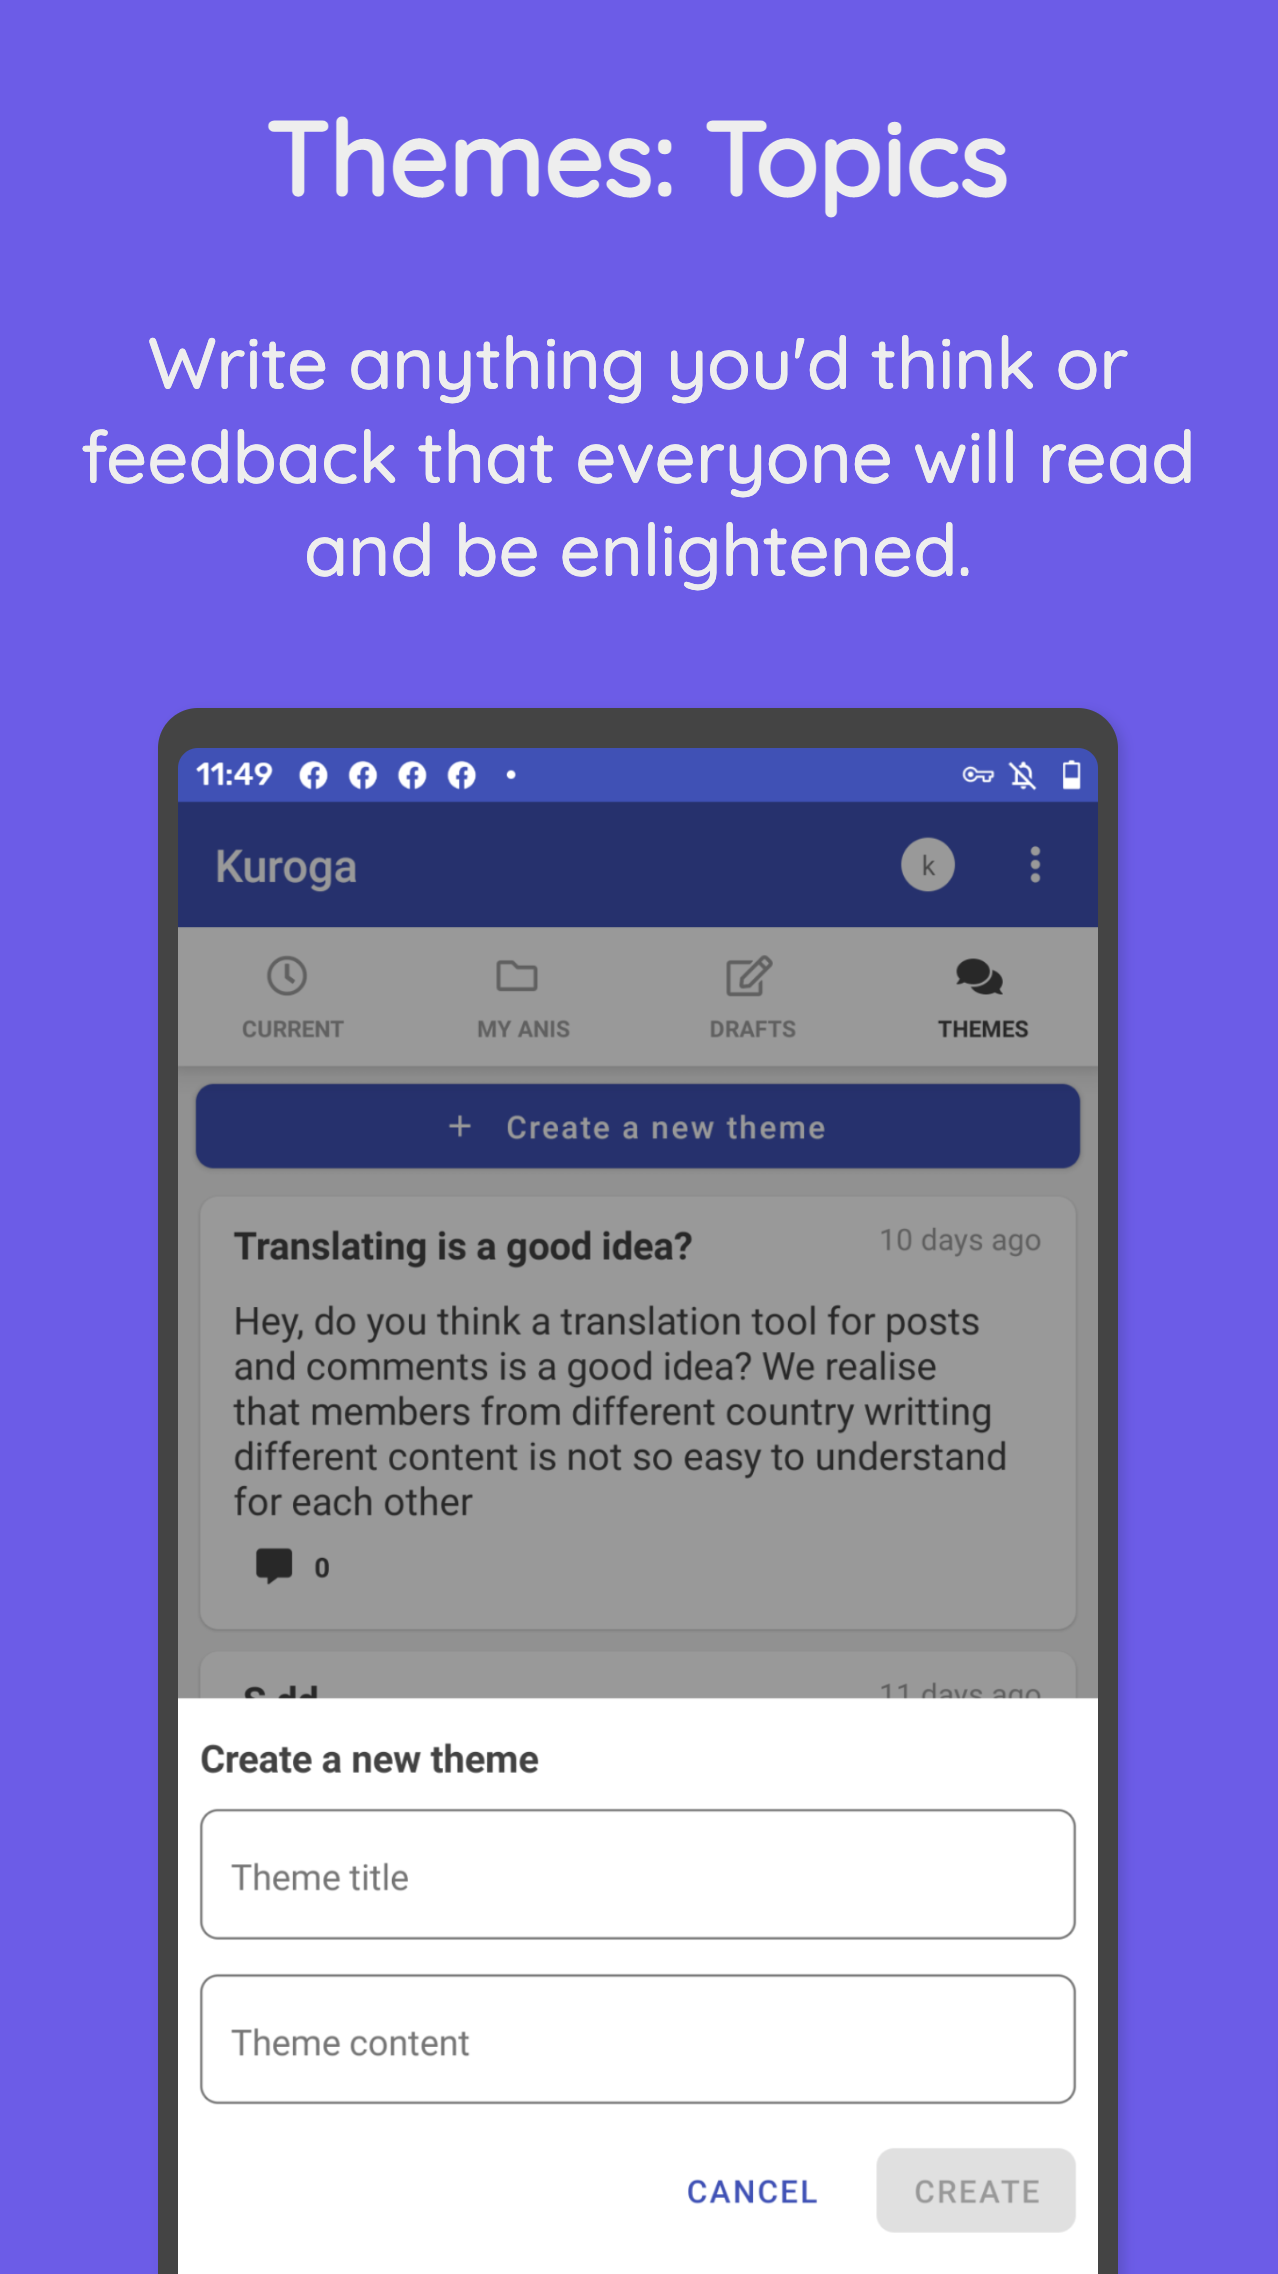 Themes: Topics
Write anything you'd think or
feedback that everyone will read
and be enlightened.
11:49
Kuroga
k
CURRENT
MY ANIS
DRAFTS
THEMES
+ Create a new theme
Translating is a good idea?
10 days ago
Hey, do you think a translation tool for posts
and comments is a good idea? We realise
that members from different country writting
different content is not so easy to understand
for each other
0
11 days ago
Create a new theme
Theme title
Theme content
CANCEL
CREATE